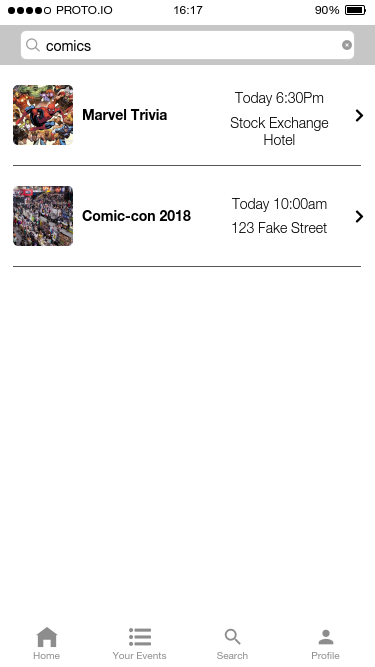 PROTO.IO 16:17 90%
comics
Marvel Trivia
Today 6:30Pm
Stock Exchange
Hotel
Comic-con 2018
Today 10:00am
123 Fake Street
Home Your Events Search Profile